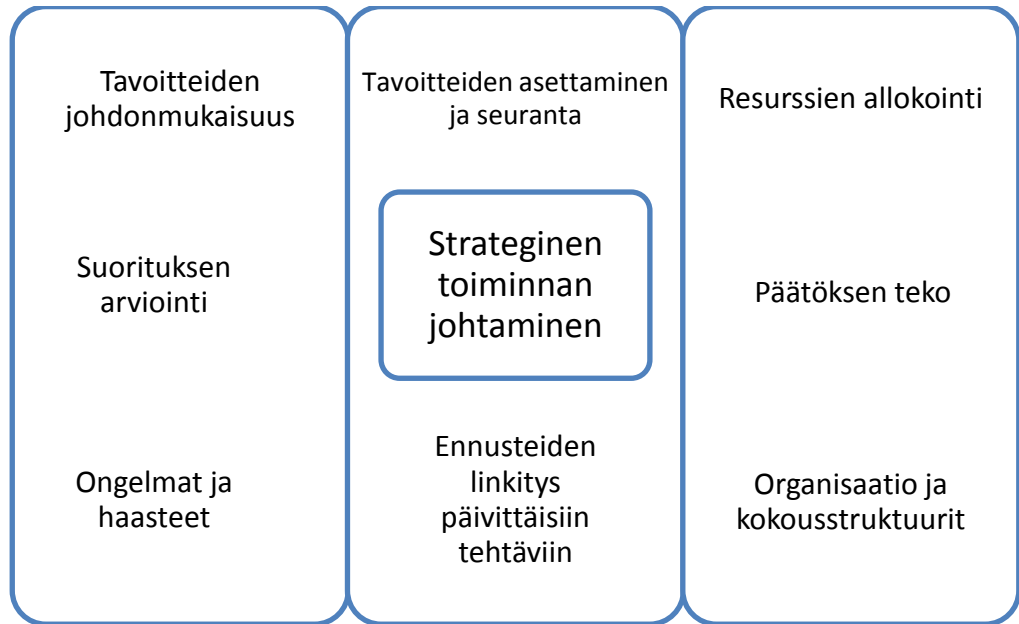 Tavoitteiden
johdonmukaisuus
Suorituksen
arviointi
Ongelmat ja
haasteet
Tavoitteiden asettaminen
ja seuranta
Strateginen
toiminnan
johtaminen
Ennusteiden
linkitys
päivittäisiin
tehtäviin
Resurssien allokointi
Päätöksen teko
Organisaatio ja
kokousstruktuurit